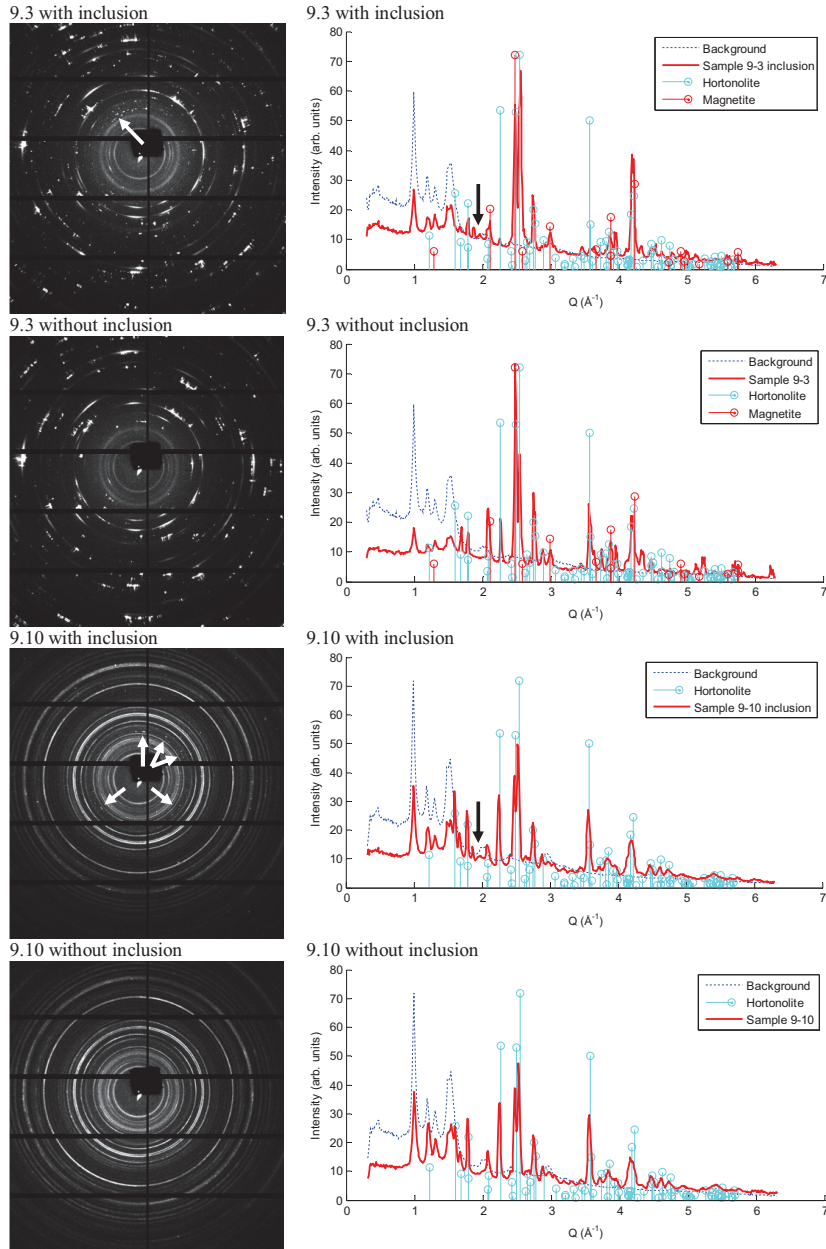 9.3 with inclusion
9.3 with inclusion
80
70
60
50
40
30
20
10
0
Intensity (arb. units)
0 1 2 3 4 5 6 7
Q (Å⁻¹)
Background
Sample 9-3 inclusion
Hortonolite
Magnetite
9.3 without inclusion
9.3 without inclusion
80
70
60
50
40
30
20
10
0
Intensity (arb. units)
0 1 2 3 4 5 6 7
Q (Å⁻¹)
Background
Sample 9-3
Hortonolite
Magnetite
9.10 with inclusion
9.10 with inclusion
80
70
60
50
40
30
20
10
0
Intensity (arb. units)
0 1 2 3 4 5 6 7
Q (Å⁻¹)
Background
Hortonolite
Sample 9-10 inclusion
9.10 without inclusion
9.10 without inclusion
80
70
60
50
40
30
20
10
0
Intensity (arb. units)
0 1 2 3 4 5 6 7
Q (Å⁻¹)
Background
Hortonolite
Sample 9-10